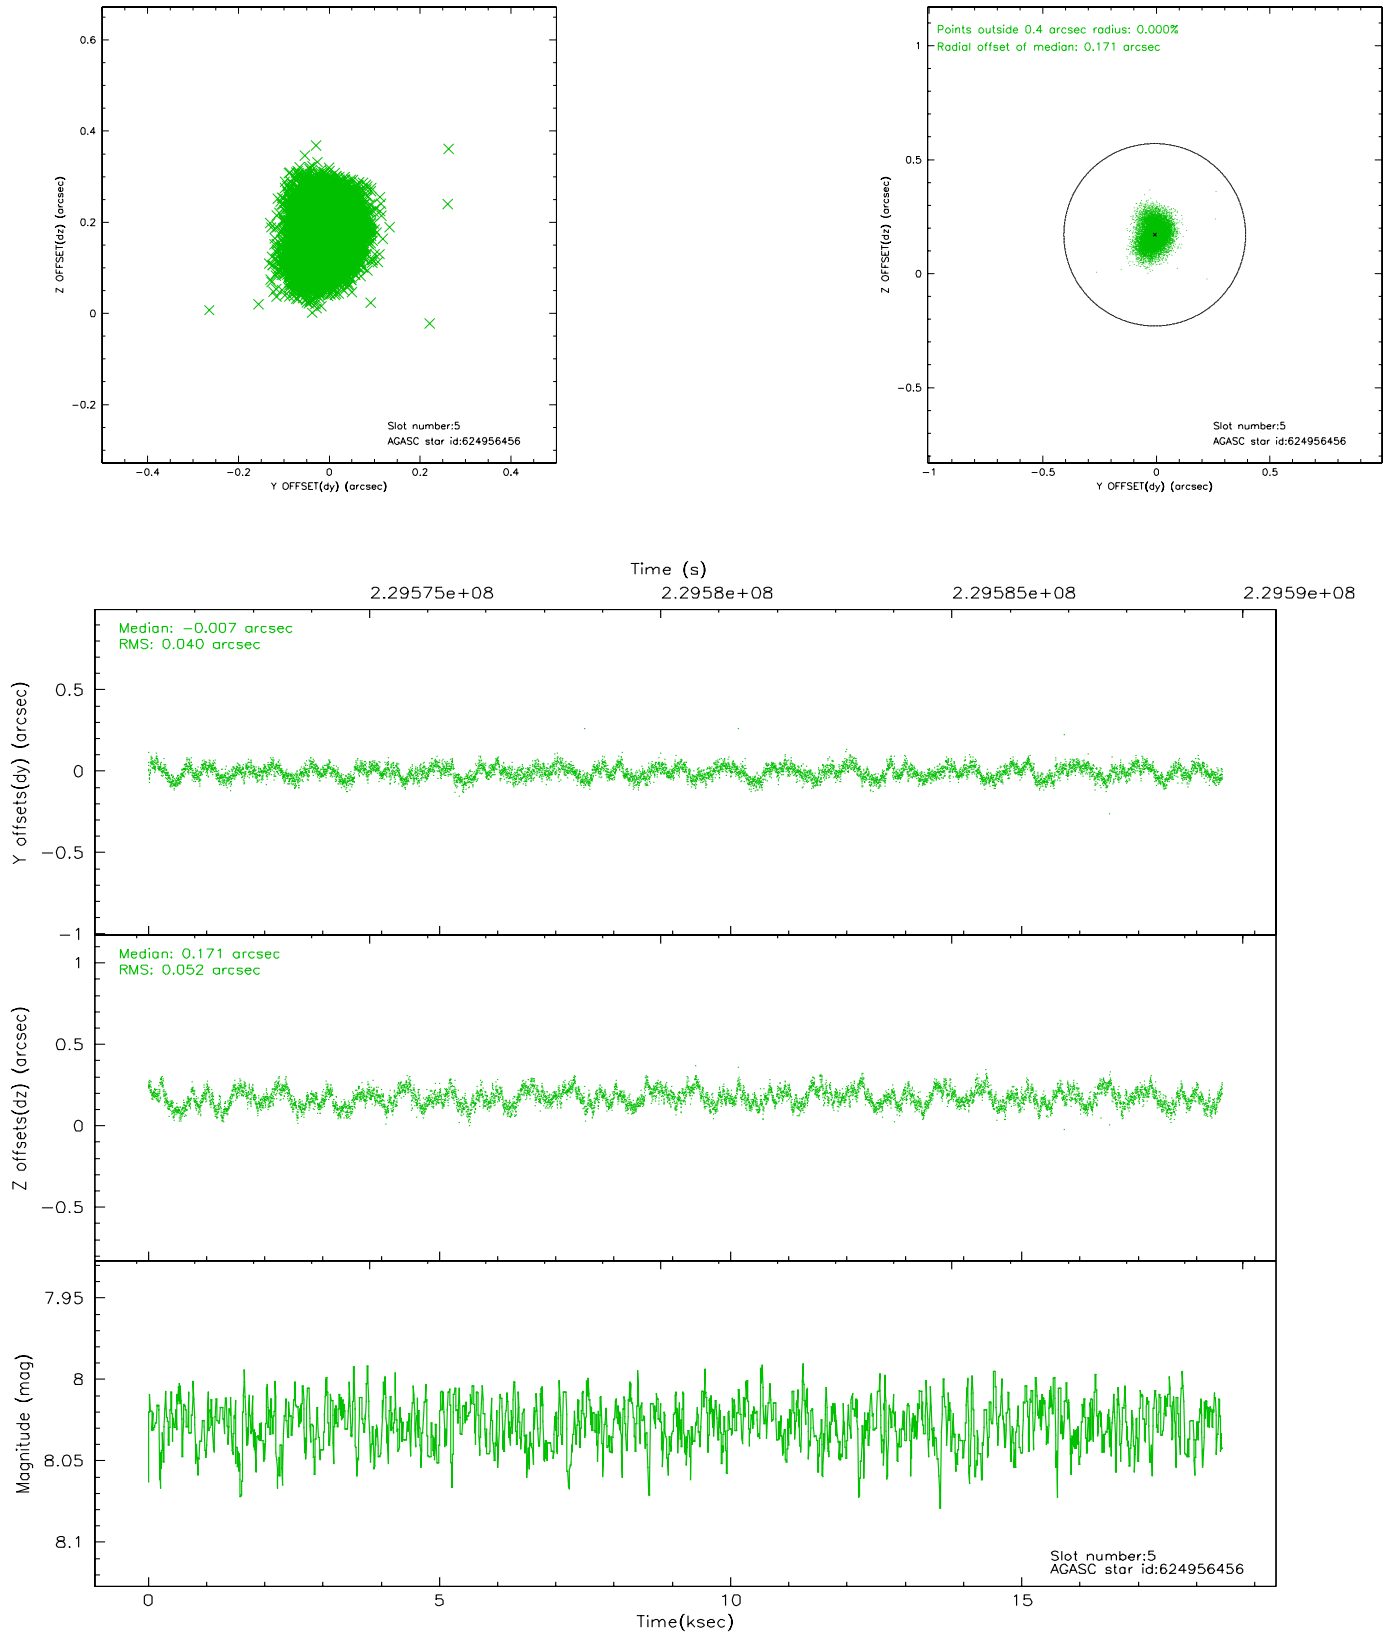 0.6
0.4
0.2
0
-0.2
Z OFFSET(dz) (arcsec)
-0.4 -0.2 0 0.2 0.4
Y OFFSET(dy) (arcsec)
Slot number:5
AGASC star id:624956456
Points outside 0.4 arcsec radius: 0.000%
Radial offset of median: 0.171 arcsec
1
0.5
0
-0.5
Z OFFSET(dz) (arcsec)
-1 -0.5 0 0.5
Y OFFSET(dy) (arcsec)
Slot number:5
AGASC star id:624956456
Time (s)
2.29575e+08 2.2958e+08 2.29585e+08 2.2959e+08
Median: -0.007 arcsec
RMS: 0.040 arcsec
0.5
0
-0.5
-1
Y offsets(dy) (arcsec)
Median: 0.171 arcsec
RMS: 0.052 arcsec
1
0.5
0
-0.5
Z offsets(dz) (arcsec)
7.95
8
8.05
8.1
Magnitude (mag)
Slot number:5
AGASC star id:624956456
0 5 10 15
Time(ksec)